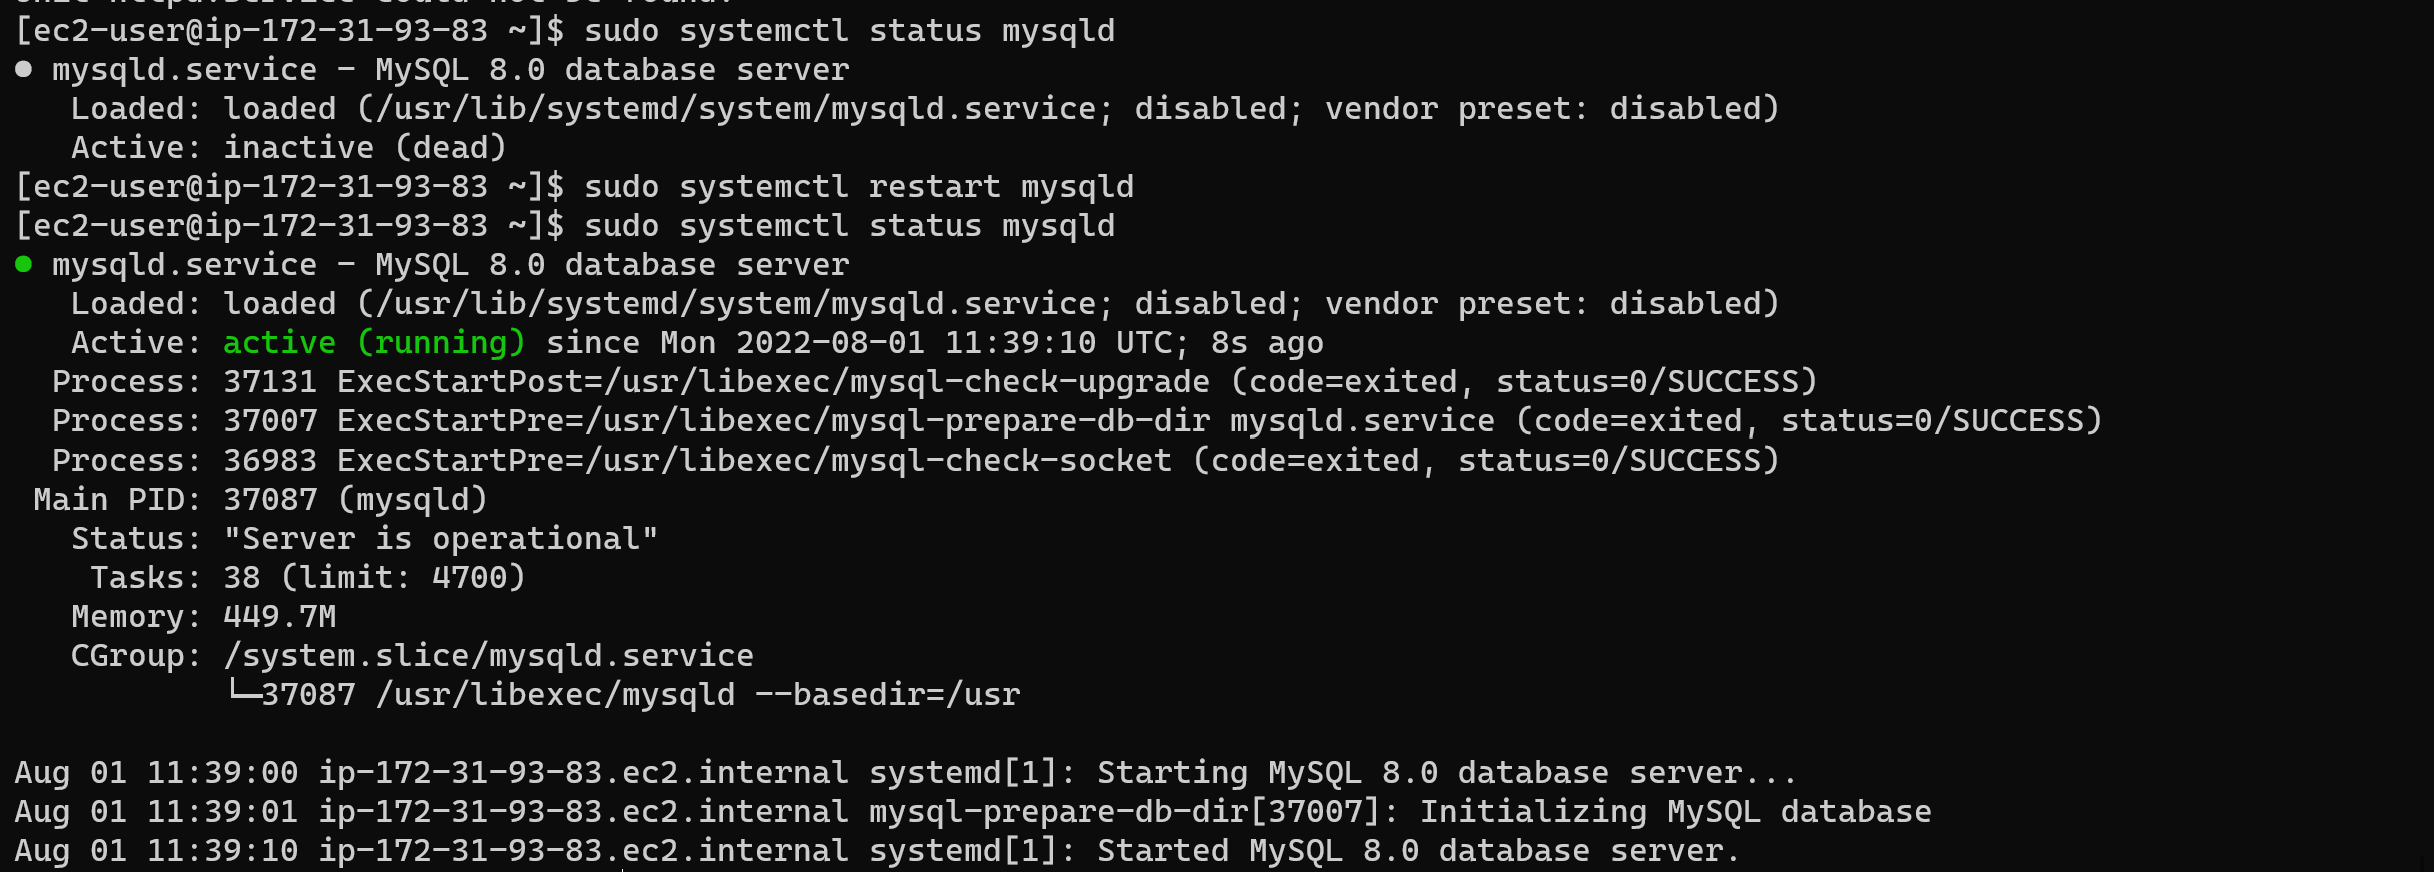 [ec2-user@ip-172-31-93-83 ~]$ sudo systemctl status mysqld
● mysqld.service - MySQL 8.0 database server
   Loaded: loaded (/usr/lib/systemd/system/mysqld.service; disabled; vendor preset: disabled)
   Active: inactive (dead)
[ec2-user@ip-172-31-93-83 ~]$ sudo systemctl restart mysqld
[ec2-user@ip-172-31-93-83 ~]$ sudo systemctl status mysqld
● mysqld.service - MySQL 8.0 database server
   Loaded: loaded (/usr/lib/systemd/system/mysqld.service; disabled; vendor preset: disabled)
   Active: active (running) since Mon 2022-08-01 11:39:10 UTC; 8s ago
  Process: 37131 ExecStartPost=/usr/libexec/mysql-check-upgrade (code=exited, status=0/SUCCESS)
  Process: 37007 ExecStartPre=/usr/libexec/mysql-prepare-db-dir mysqld.service (code=exited, status=0/SUCCESS)
  Process: 36983 ExecStartPre=/usr/libexec/mysql-check-socket (code=exited, status=0/SUCCESS)
 Main PID: 37087 (mysqld)
   Status: "Server is operational"
    Tasks: 38 (limit: 4700)
   Memory: 449.7M
   CGroup: /system.slice/mysqld.service
           └─37087 /usr/libexec/mysqld --basedir=/usr
Aug 01 11:39:00 ip-172-31-93-83.ec2.internal systemd[1]: Starting MySQL 8.0 database server...
Aug 01 11:39:01 ip-172-31-93-83.ec2.internal mysql-prepare-db-dir[37007]: Initializing MySQL database
Aug 01 11:39:10 ip-172-31-93-83.ec2.internal systemd[1]: Started MySQL 8.0 database server.